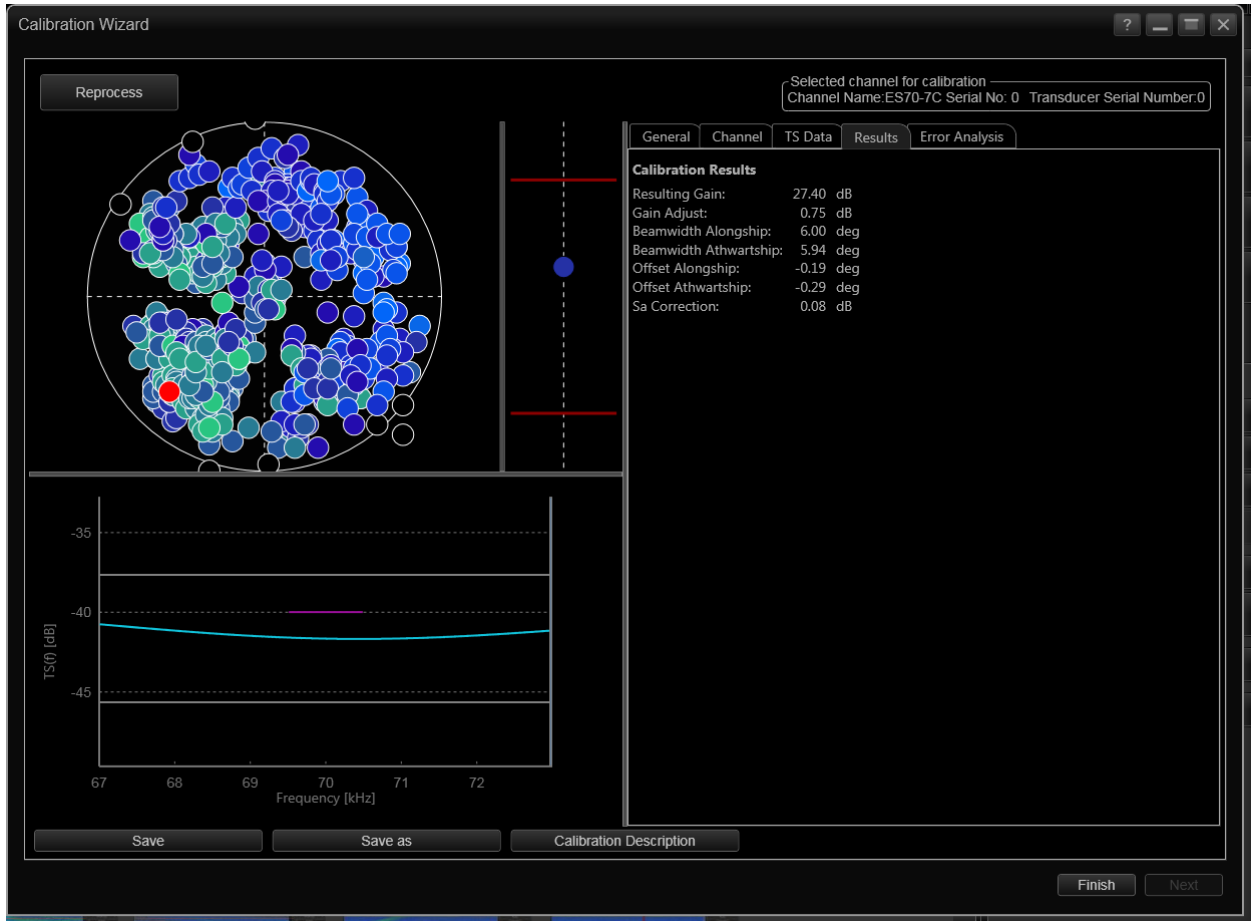 Calibration Wizard
?
Reprocess
Selected channel for calibration
Channel Name:ES70-7C Serial No: 0 Transducer Serial Number:0
General Channel TS Data Results Error Analysis
Calibration Results
Resulting Gain: 27.40 dB
Gain Adjust: 0.75 dB
Beamwidth Alongship: 6.00 deg
Beamwidth Athwartship: 5.94 deg
Offset Alongship: -0.19 deg
Offset Athwartship: -0.29 deg
Sa Correction: 0.08 dB
-35
-40
-45
TS(f) [dB]
67 68 69 70 71 72
Frequency [kHz]
Save Save as Calibration Description
Finish Next